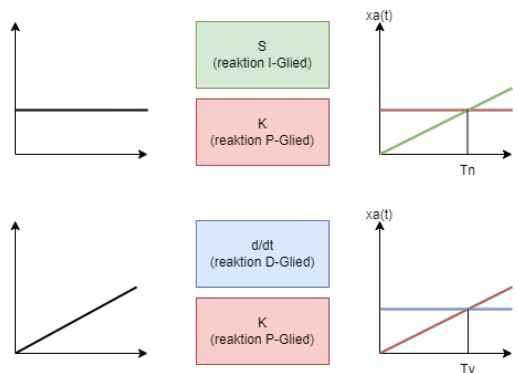 xa(t)
S
(reaktion I-Glied)
K
(reaktion P-Glied)
Tn
xa(t)
d/dt
(reaktion D-Glied)
K
(reaktion P-Glied)
Tv